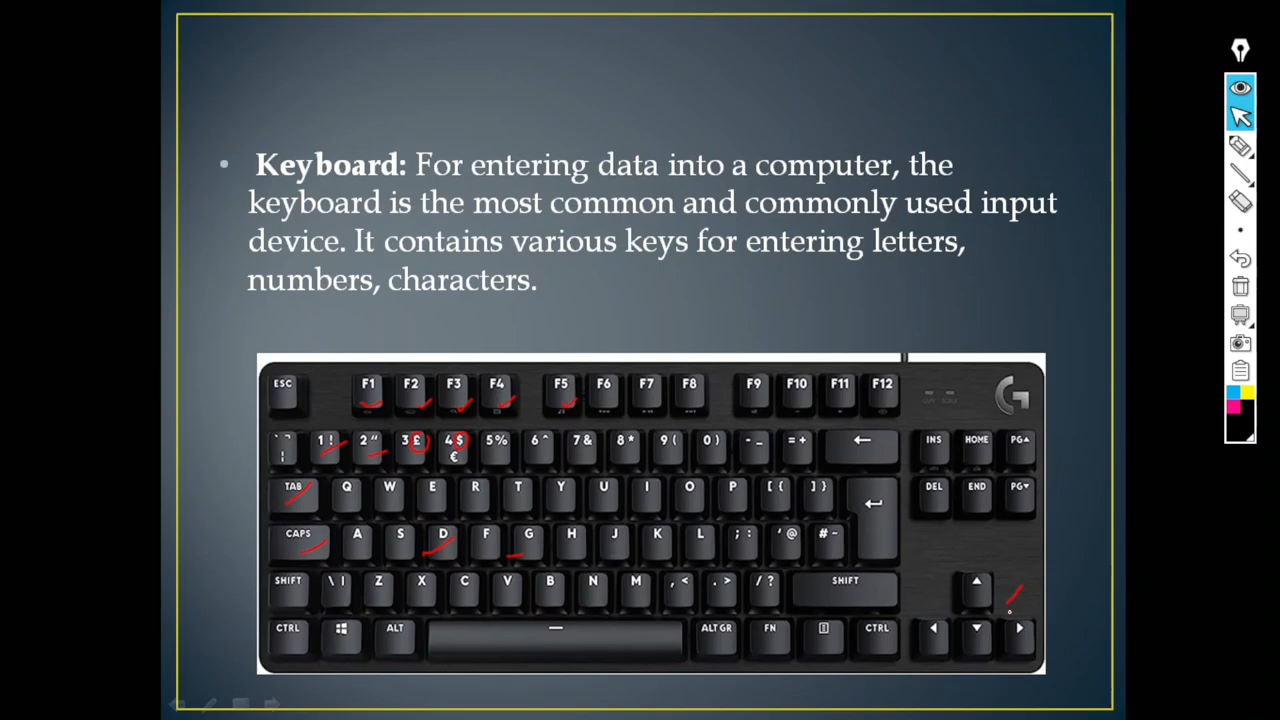 • Keyboard: For entering data into a computer, the
keyboard is the most common and commonly used input
device. It contains various keys for entering letters,
numbers, characters.
ESC F1 F2 F3 F4 F5 F6 F7 F8 F9 F10 F11 F12
` ¬ ¦ 1 ! 2 " 3 £ 4 $ € 5 % 6 ^ 7 & 8 * 9 ( 0 ) - _ = + ← INS HOME PG▲
TAB Q W E R T Y U I O P [ { ] } DEL END PG▼
CAPS A S D F G H J K L ; : ' @ # ~
SHIFT \ | Z X C V B N M , < . > / ? SHIFT ▲
CTRL ALT ALT GR FN CTRL ◄ ▼ ►